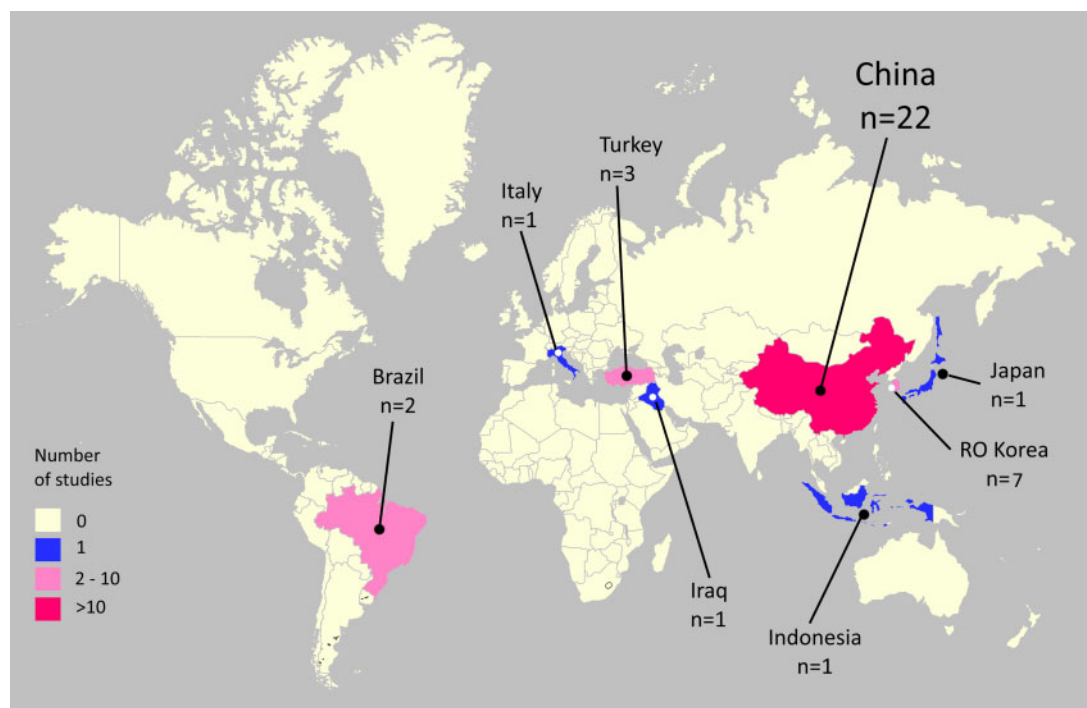 China
n=22
Turkey
n=3
Italy
n=1
Brazil
n=2
Japan
n=1
RO Korea
n=7
Iraq
n=1
Indonesia
n=1
Number
of studies
0
1
2 - 10
>10